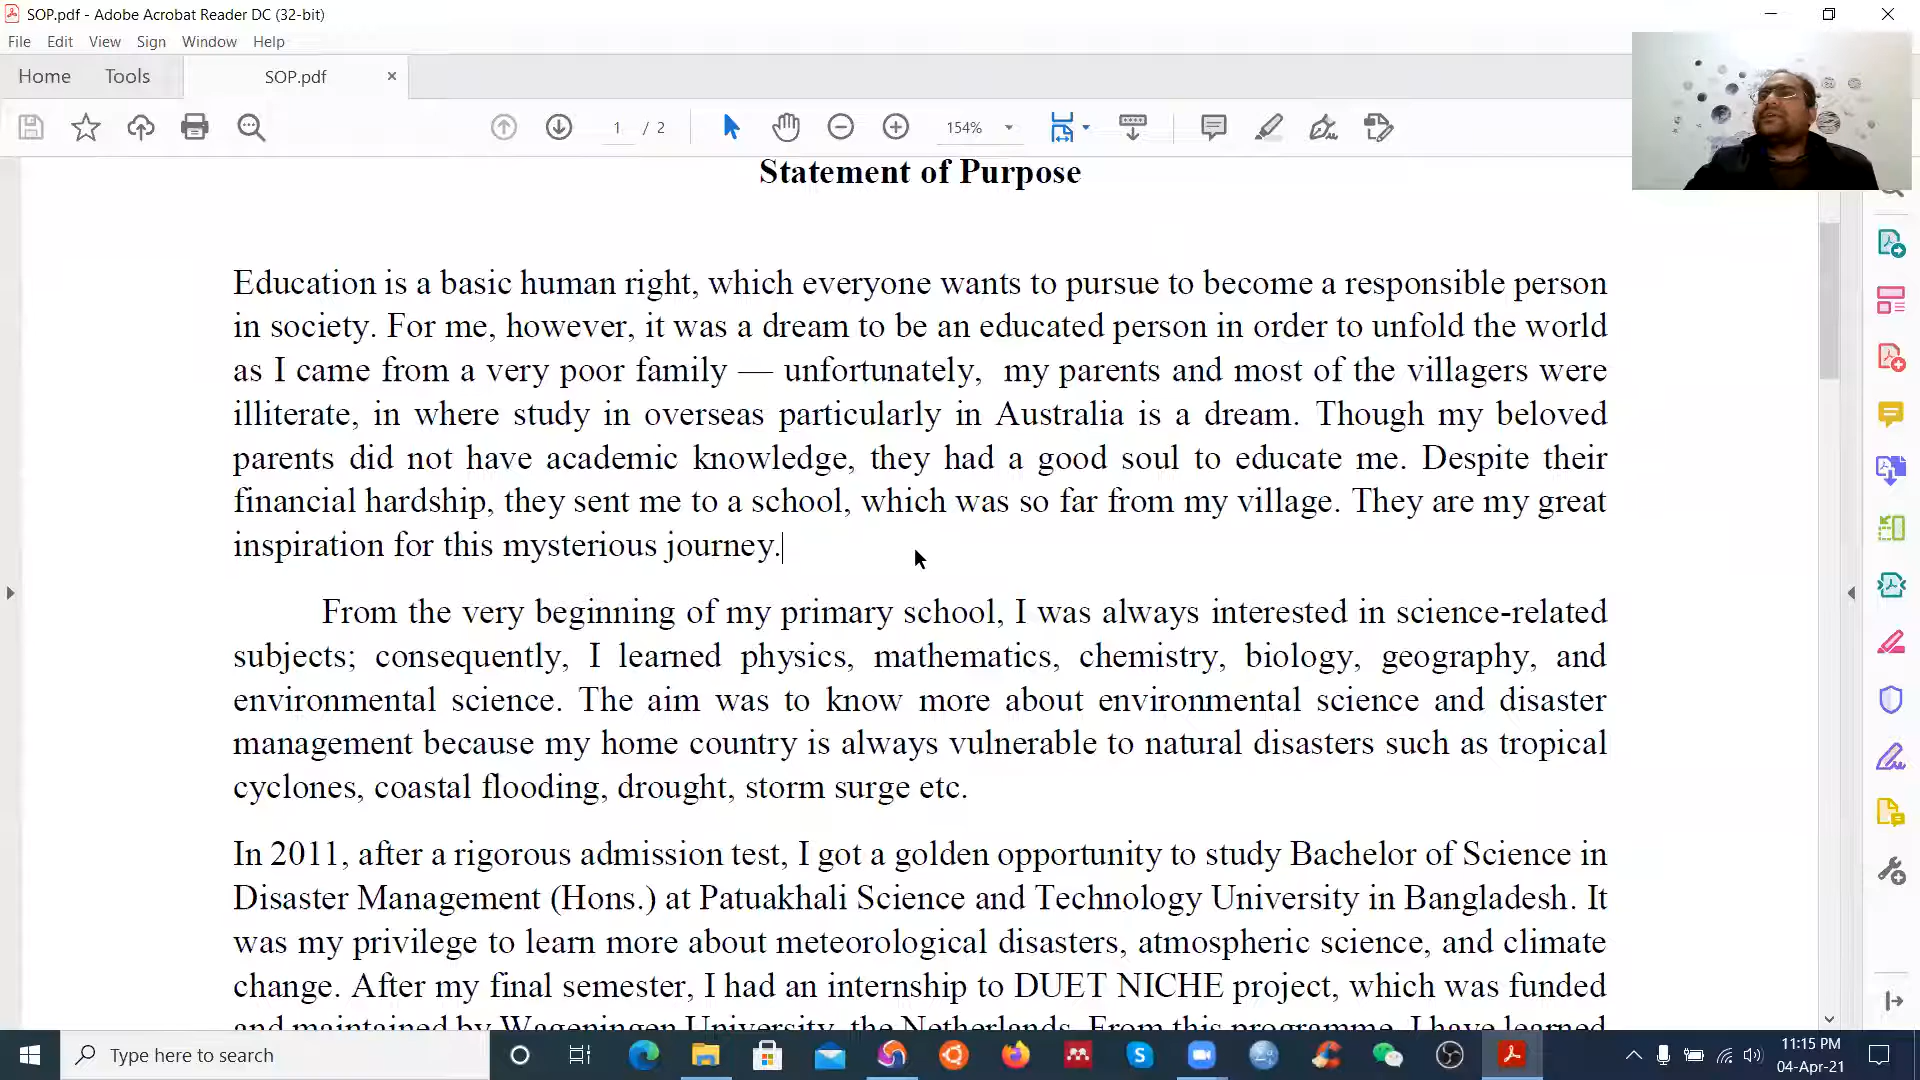 SOP.pdf - Adobe Acrobat Reader DC (32-bit)
File Edit View Sign Window Help
Home Tools SOP.pdf ×
1 / 2 154%
Statement of Purpose
Education is a basic human right, which everyone wants to pursue to become a responsible person
in society. For me, however, it was a dream to be an educated person in order to unfold the world
as I came from a very poor family — unfortunately, my parents and most of the villagers were
illiterate, in where study in overseas particularly in Australia is a dream. Though my beloved
parents did not have academic knowledge, they had a good soul to educate me. Despite their
financial hardship, they sent me to a school, which was so far from my village. They are my great
inspiration for this mysterious journey.
From the very beginning of my primary school, I was always interested in science-related
subjects; consequently, I learned physics, mathematics, chemistry, biology, geography, and
environmental science. The aim was to know more about environmental science and disaster
management because my home country is always vulnerable to natural disasters such as tropical
cyclones, coastal flooding, drought, storm surge etc.
In 2011, after a rigorous admission test, I got a golden opportunity to study Bachelor of Science in
Disaster Management (Hons.) at Patuakhali Science and Technology University in Bangladesh. It
was my privilege to learn more about meteorological disasters, atmospheric science, and climate
change. After my final semester, I had an internship to DUET NICHE project, which was funded
and maintained by Wageningen University, the Netherlands. From this programme, I have learned
Type here to search
11:15 PM
04-Apr-21